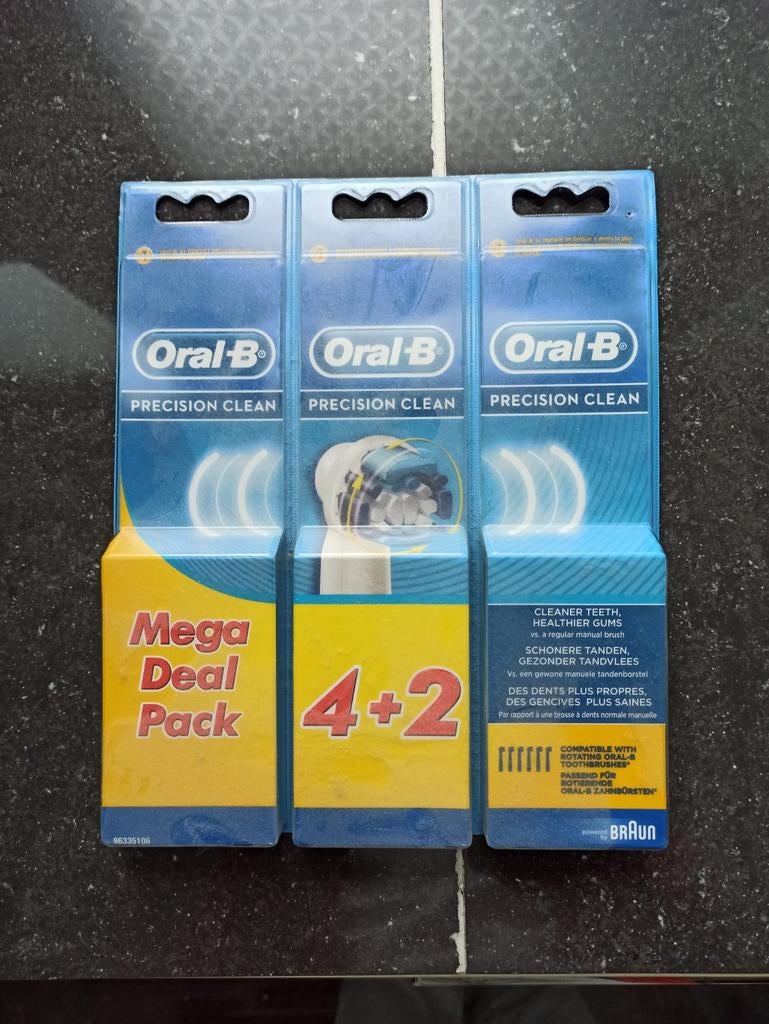 Oral-B®
PRECISION CLEAN
Mega
Deal
Pack
96335106
Oral-B®
PRECISION CLEAN
4+2
Oral-B®
PRECISION CLEAN
CLEANER TEETH,
HEALTHIER GUMS
vs. a regular manual brush
SCHONERE TANDEN,
GEZONDER TANDVLEES
Vs. een gewone manuele tandenborstel
DES DENTS PLUS PROPRES,
DES GENCIVES PLUS SAINES
Par rapport à une brosse à dents normale manuelle
COMPATIBLE WITH
ROTATING ORAL-B
TOOTHBRUSHES*
PASSEND FÜR
ROTIERENDE
ORAL-B ZAHNBÜRSTEN*
powered
by BRAUN